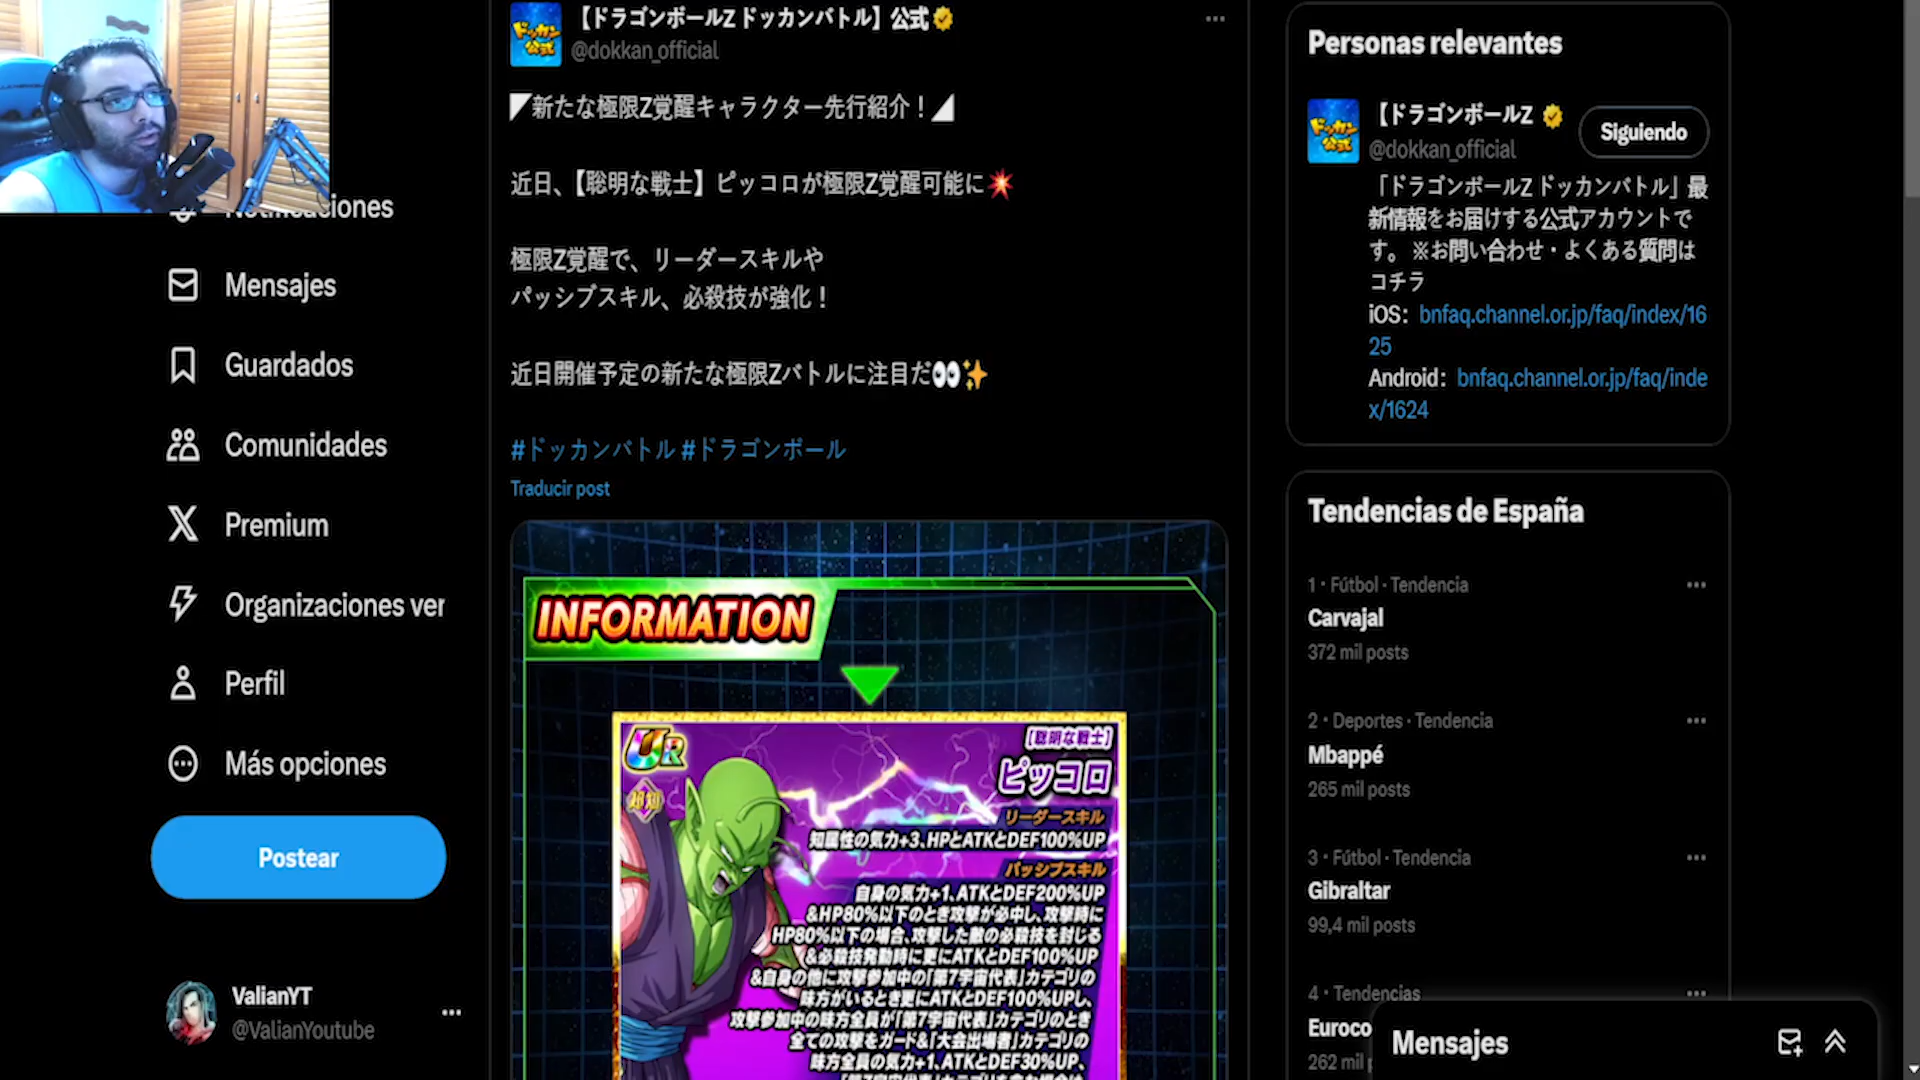 Notificaciones
Mensajes
Guardados
Comunidades
Premium
Organizaciones ver
Perfil
Más opciones
Postear
ValianYT
@ValianYoutube
【ドラゴンボールZ ドッカンバトル】公式
@dokkan_official
◤新たな極限Z覚醒キャラクター先行紹介！◢
近日、【聡明な戦士】ピッコロが極限Z覚醒可能に💥
極限Z覚醒で、リーダースキルや
パッシブスキル、必殺技が強化！
近日開催予定の新たな極限Zバトルに注目だ👀✨
#ドッカンバトル #ドラゴンボール
Traducir post
INFORMATION
UR
超知
[聡明な戦士]
ピッコロ
リーダースキル
知属性の気力+3、HPとATKとDEF100%UP
パッシブスキル
自身の気力+1、ATKとDEF200%UP
&HP80%以下のとき攻撃が必中し、攻撃時に
HP80%以下の場合、攻撃した敵の必殺技を封じる
&必殺技発動時に更にATKとDEF100%UP
&自身の他に攻撃参加中の「第7宇宙代表」カテゴリの
味方がいるとき更にATKとDEF100%UPし、
攻撃参加中の味方全員が「第7宇宙代表」カテゴリのとき
全ての攻撃をガード&「大会出場者」カテゴリの
味方全員の気力+1、ATKとDEF30%UP、
Personas relevantes
【ドラゴンボールZ
@dokkan_official
Siguiendo
「ドラゴンボールZ ドッカンバトル」最
新情報をお届けする公式アカウントで
す。 ※お問い合わせ・よくある質問は
コチラ
iOS： bnfaq.channel.or.jp/faq/index/16
25
Android： bnfaq.channel.or.jp/faq/inde
x/1624
Tendencias de España
1 · Fútbol · Tendencia
Carvajal
372 mil posts
2 · Deportes · Tendencia
Mbappé
265 mil posts
3 · Fútbol · Tendencia
Gibraltar
99,4 mil posts
4 · Tendencias
Euroco
262 mil
Mensajes
ドッカン
公式